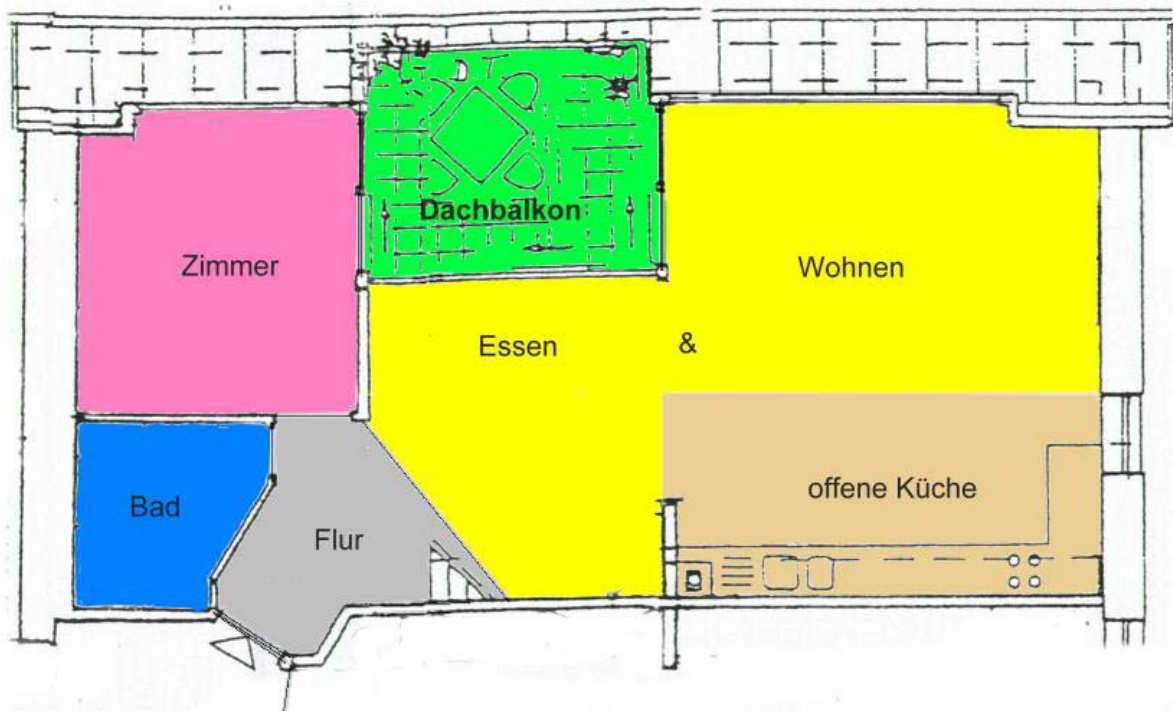 Dachbalkon
Zimmer
Wohnen
Essen
&
offene Küche
Bad
Flur